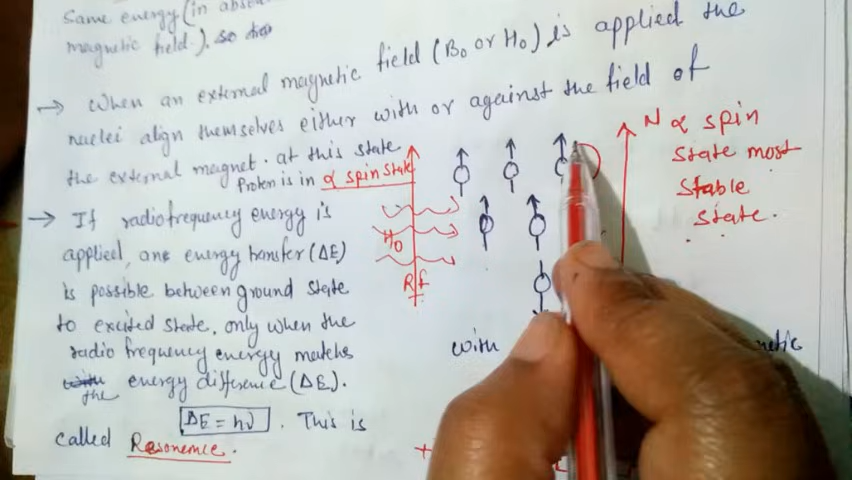 Same energy (in
magnetic field.). so
→ When an external magnetic field (B₀ or H₀) is applied the
nuclei align themselves either with or against the field of
the external magnet. at this state
Proton is in α spin state
→ If radiofrequency energy is
applied, an energy transfer (ΔE)
is possible between ground state
to excited state, only when the
radio frequency energy matches
the energy difference (ΔE).
ΔE = hν . This is
called Resonance.
H₀
Rf
N α spin
state most
stable
state.
with